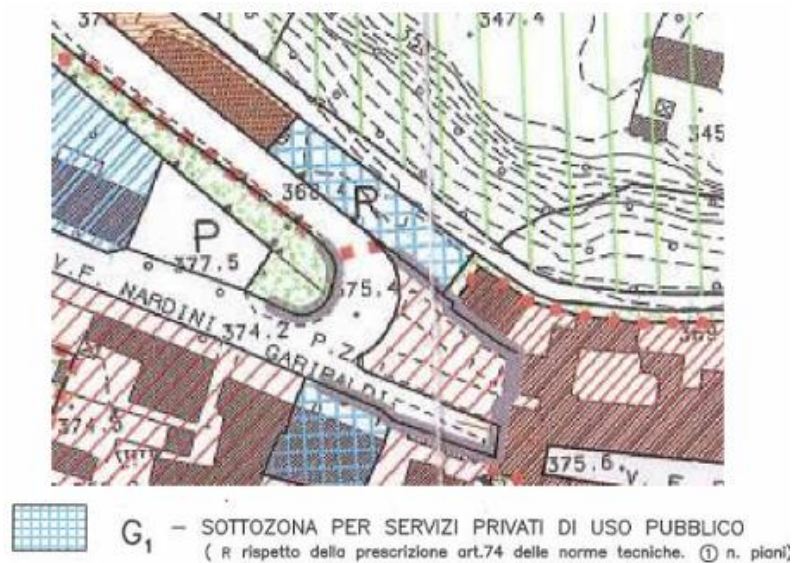 347.4
345
R
P
377.5
375.4
V.F. NARDINI
374.2
P.ZA
GARIBALDI
375.6
G1 – SOTTOZONA PER SERVIZI PRIVATI DI USO PUBBLICO
( R rispetto della prescrizione art.74 delle norme tecniche. ① n. piani)